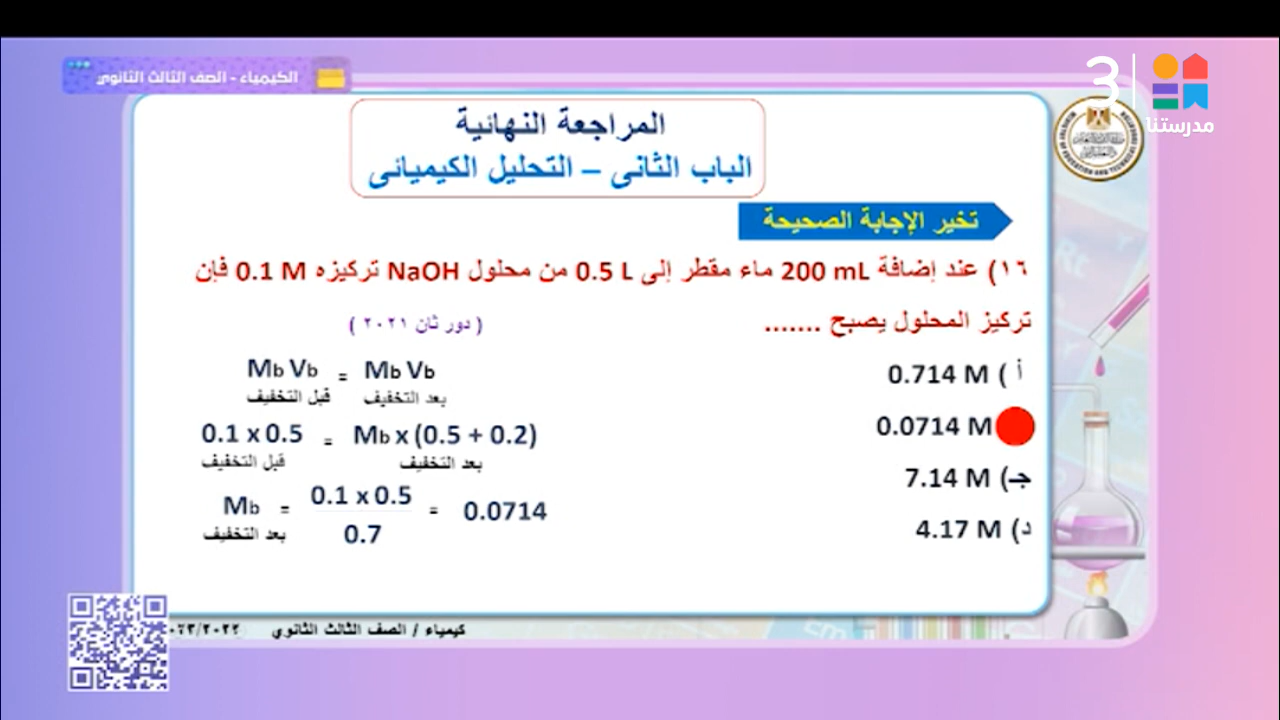 الكيمياء - الصف الثالث الثانوي
3
مدرستنا
المراجعة النهائية
الباب الثانى – التحليل الكيميائى
تخير الإجابة الصحيحة
١٦) عند إضافة 200 mL ماء مقطر إلى 0.5 L من محلول NaOH تركيزه 0.1 M فإن
تركيز المحلول يصبح .......
( دور ثان ٢٠٢١ )
أ ) 0.714 M
0.0714 M
جـ) 7.14 M
د) 4.17 M
Mb Vb = Mb Vb
قبل التخفيف بعد التخفيف
0.1 x 0.5 = Mb x (0.5 + 0.2)
قبل التخفيف بعد التخفيف
Mb = 0.1 x 0.5 / 0.7 = 0.0714
بعد التخفيف
كيمياء / الصف الثالث الثانوي